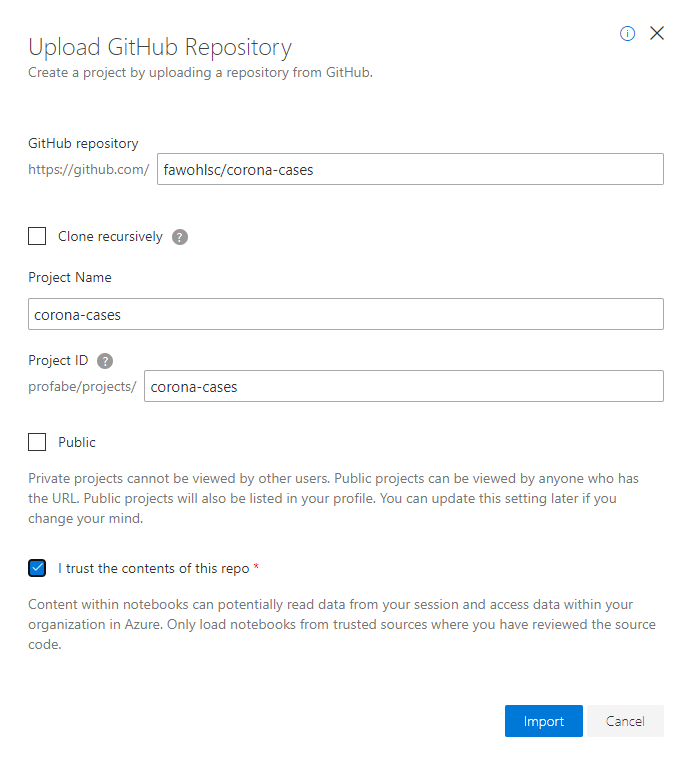 Upload GitHub Repository
Create a project by uploading a repository from GitHub.
GitHub repository
https://github.com/ fawohlsc/corona-cases
Clone recursively ?
Project Name
corona-cases
Project ID ?
profabe/projects/ corona-cases
Public
Private projects cannot be viewed by other users. Public projects can be viewed by anyone who has
the URL. Public projects will also be listed in your profile. You can update this setting later if you
change your mind.
I trust the contents of this repo *
Content within notebooks can potentially read data from your session and access data within your
organization in Azure. Only load notebooks from trusted sources where you have reviewed the source
code.
Import Cancel